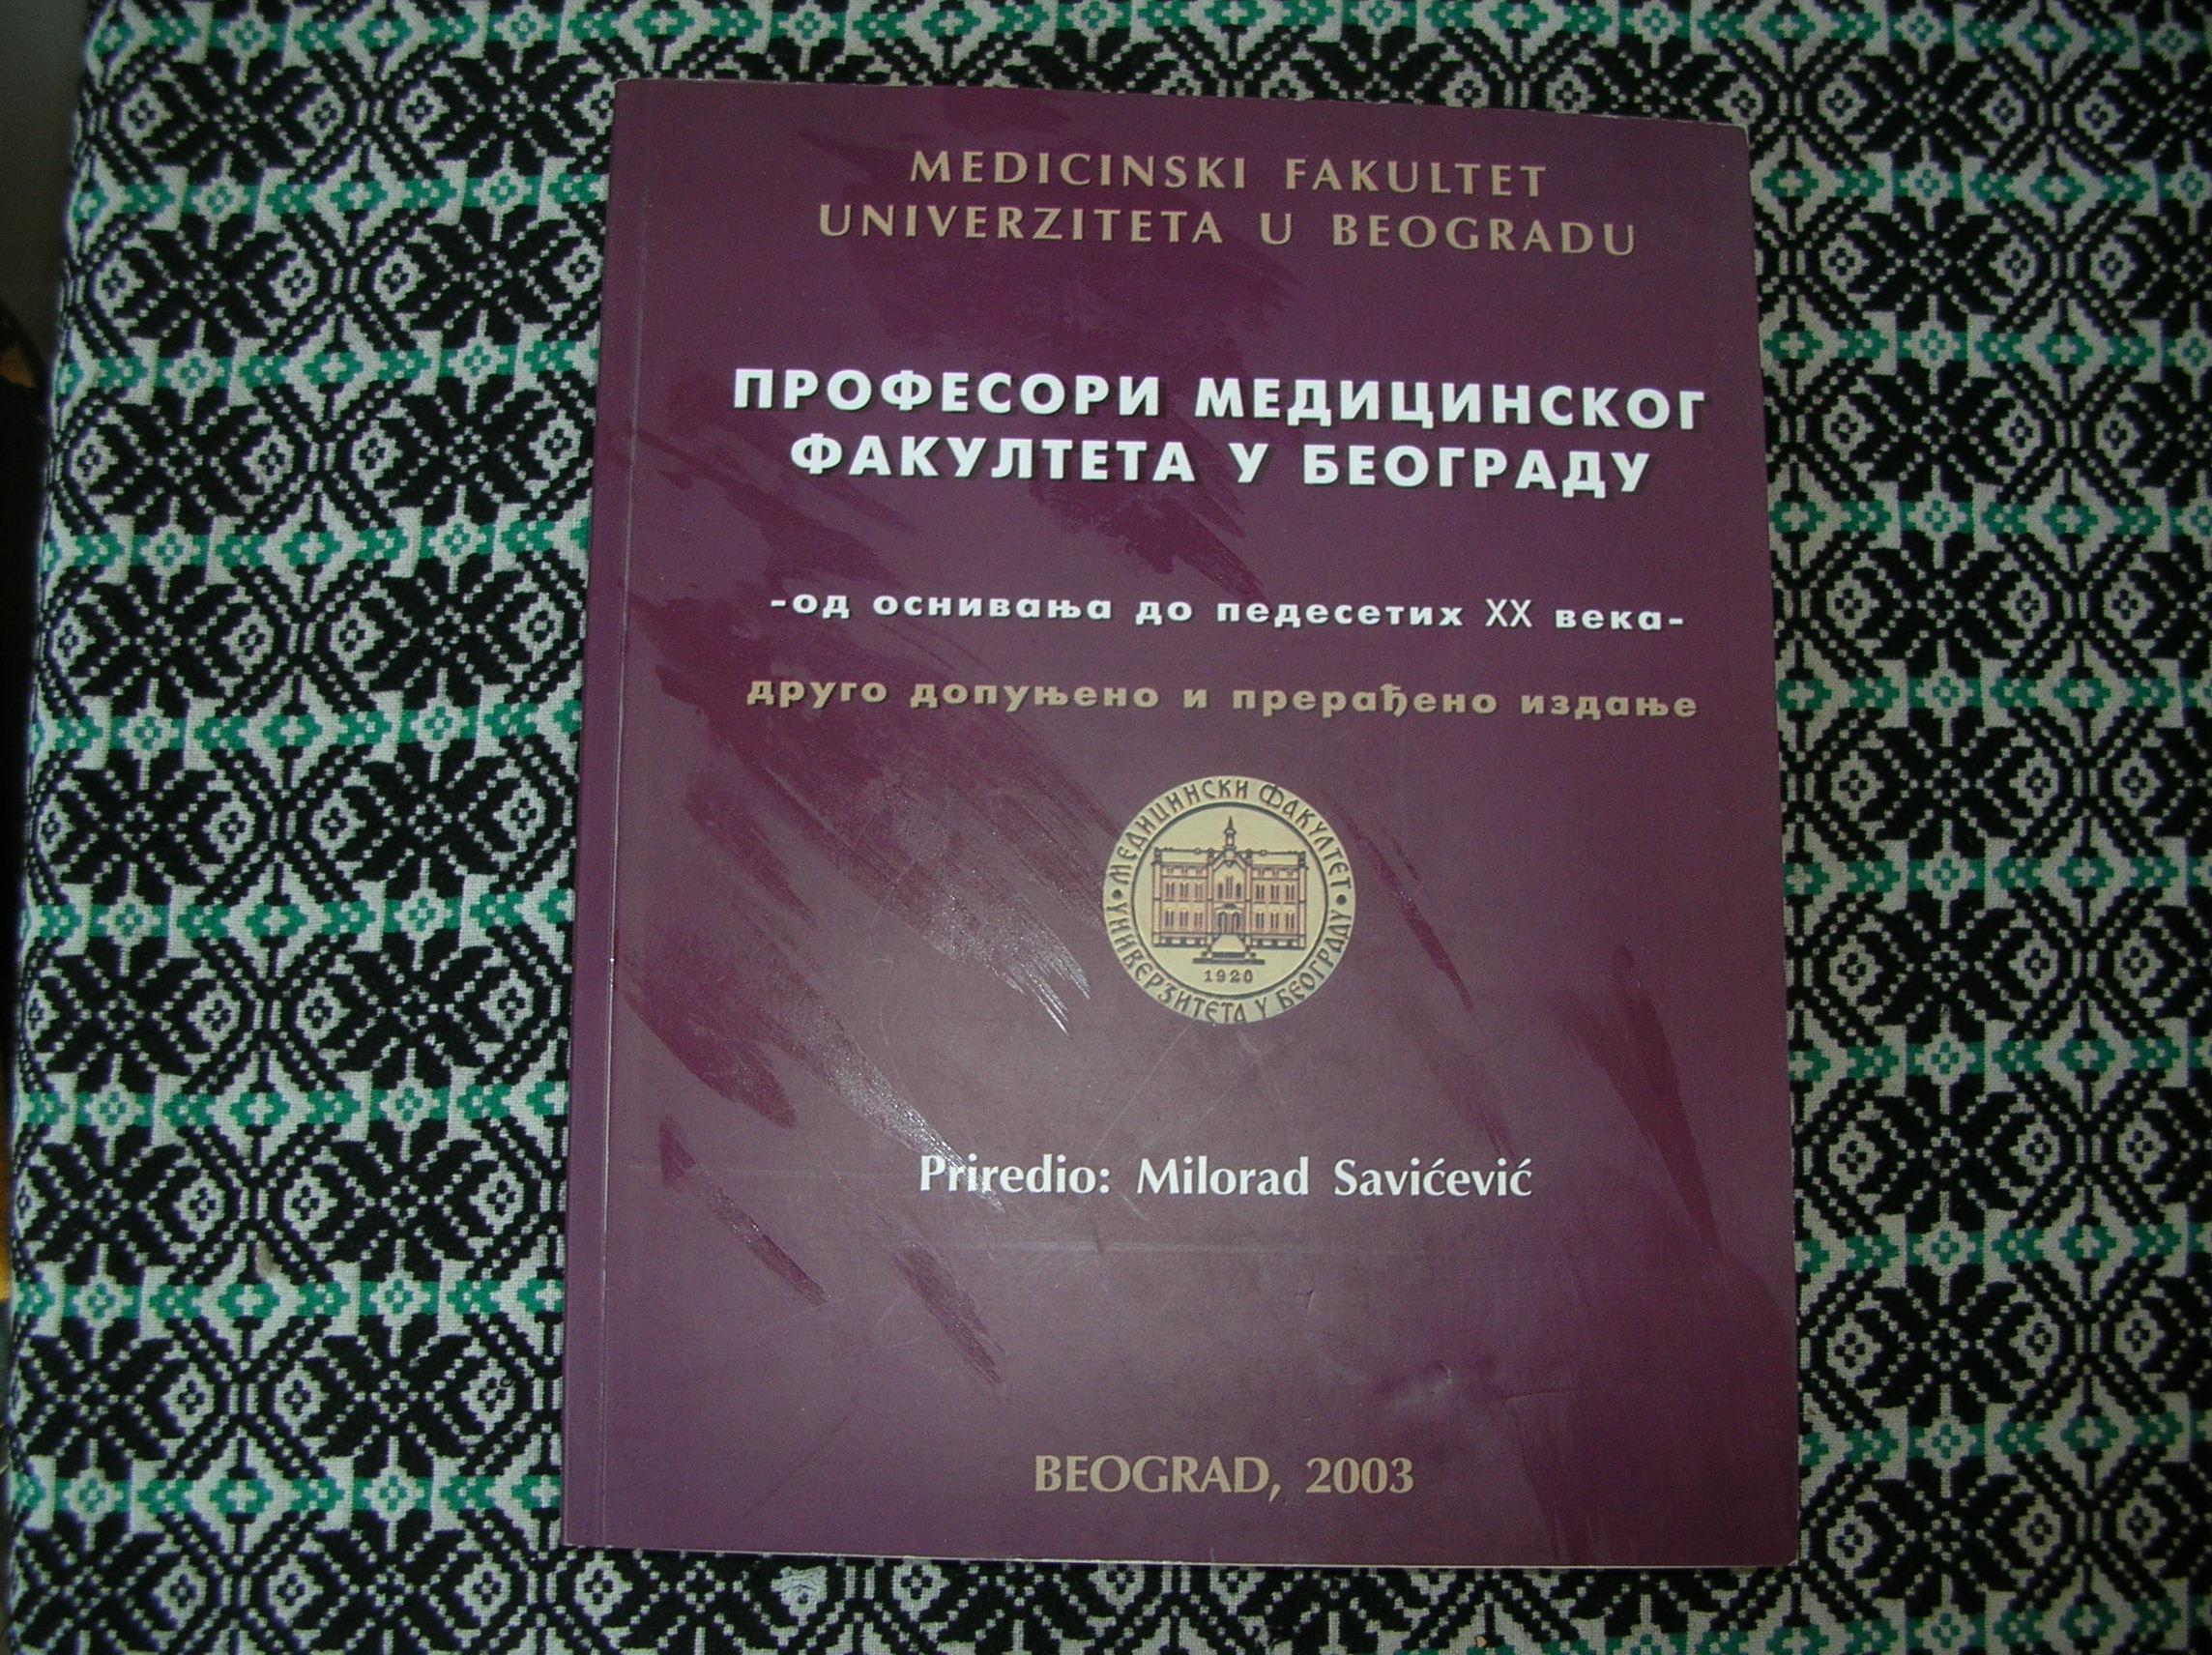 MEDICINSKI FAKULTET
UNIVERZITETA U BEOGRADU
ПРОФЕСОРИ МЕДИЦИНСКОГ
ФАКУЛТЕТА У БЕОГРАДУ
-од оснивања до педесетих XX века-
друго допуњено и прерађено издање
МЕДИЦИНСКИ ФАКУЛТЕТ
1920
УНИВЕРЗИТЕТА У БЕОГРАДУ
Priredio: Milorad Savićević
BEOGRAD, 2003